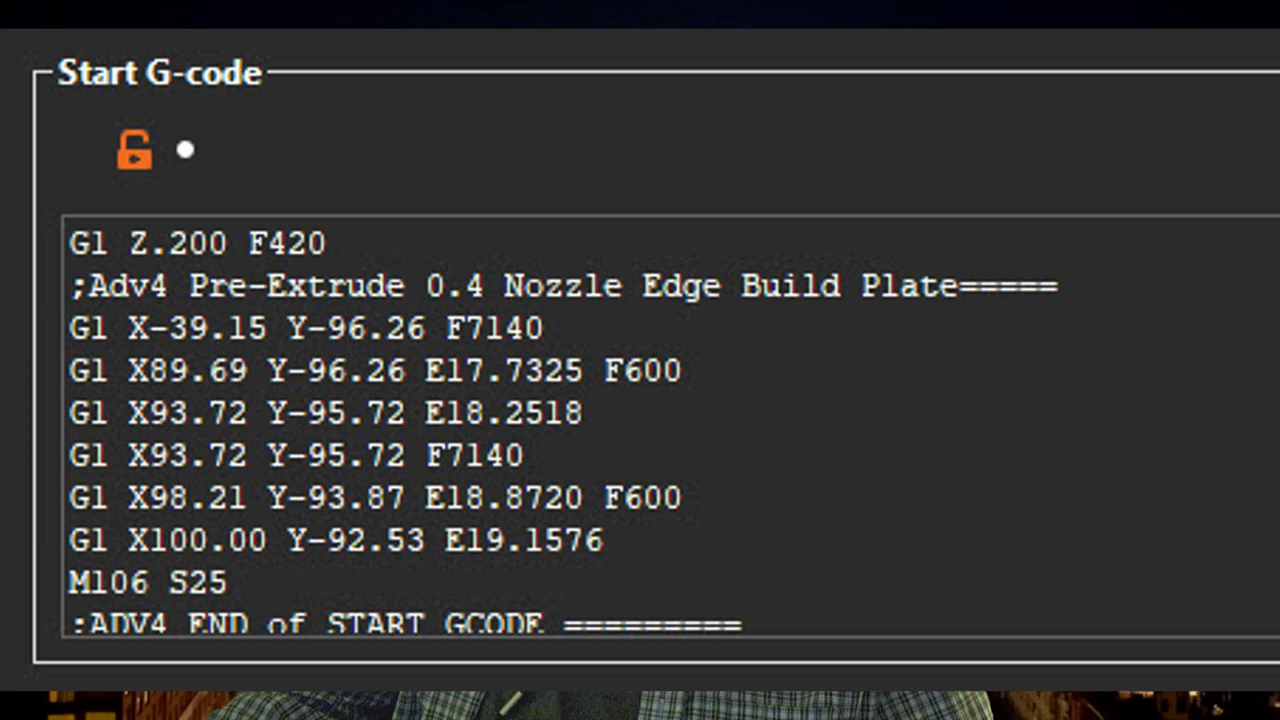 Start G-code
G1 Z.200 F420
;Adv4 Pre-Extrude 0.4 Nozzle Edge Build Plate=====
G1 X-39.15 Y-96.26 F7140
G1 X89.69 Y-96.26 E17.7325 F600
G1 X93.72 Y-95.72 E18.2518
G1 X93.72 Y-95.72 F7140
G1 X98.21 Y-93.87 E18.8720 F600
G1 X100.00 Y-92.53 E19.1576
M106 S25
;ADV4 END of START GCODE =========